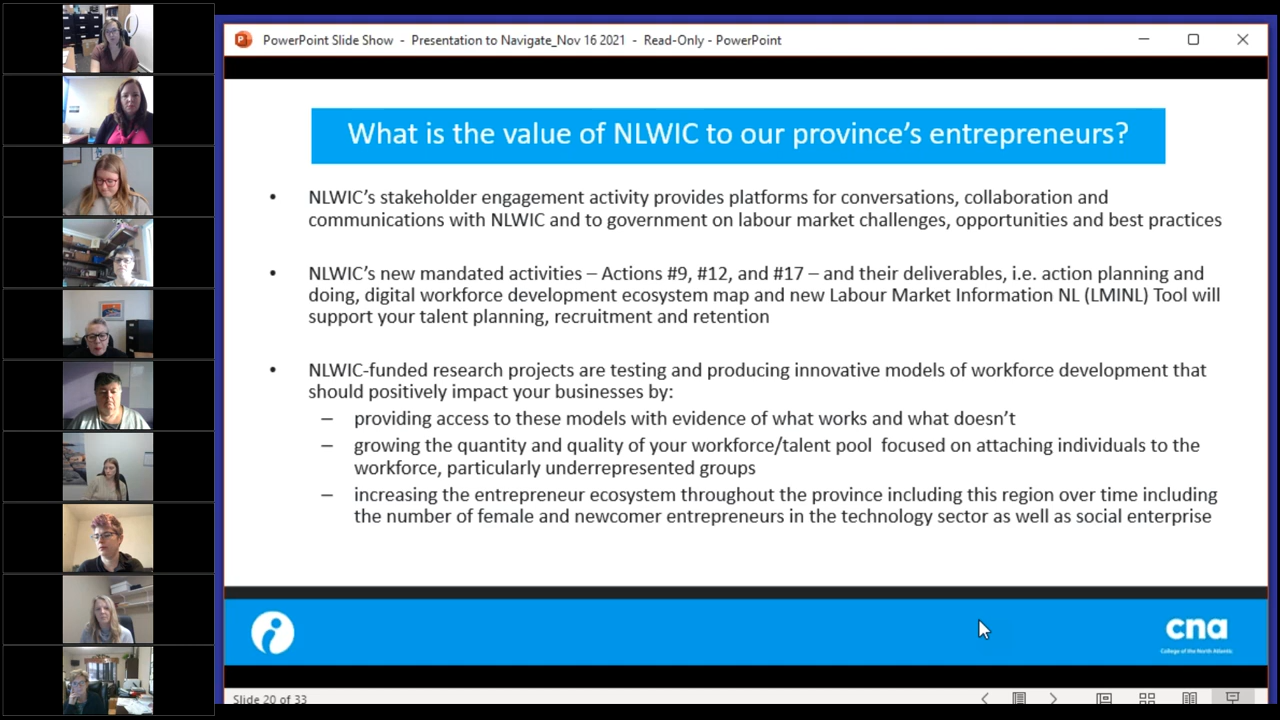 PowerPoint Slide Show - Presentation to Navigate_Nov 16 2021 - Read-Only - PowerPoint
What is the value of NLWIC to our province's entrepreneurs?
• NLWIC's stakeholder engagement activity provides platforms for conversations, collaboration and
communications with NLWIC and to government on labour market challenges, opportunities and best practices
• NLWIC's new mandated activities – Actions #9, #12, and #17 – and their deliverables, i.e. action planning and
doing, digital workforce development ecosystem map and new Labour Market Information NL (LMINL) Tool will
support your talent planning, recruitment and retention
• NLWIC-funded research projects are testing and producing innovative models of workforce development that
should positively impact your businesses by:
– providing access to these models with evidence of what works and what doesn't
– growing the quantity and quality of your workforce/talent pool focused on attaching individuals to the
workforce, particularly underrepresented groups
– increasing the entrepreneur ecosystem throughout the province including this region over time including
the number of female and newcomer entrepreneurs in the technology sector as well as social enterprise
cna
College of the North Atlantic
Slide 20 of 33